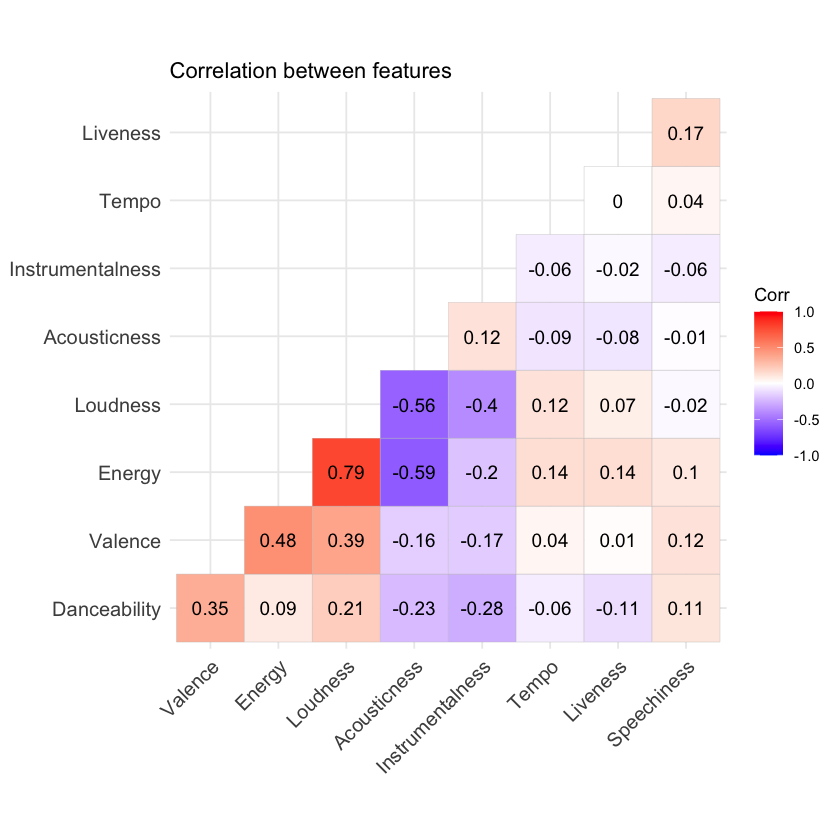 Correlation between features
Liveness 0.17
Tempo 0 0.04
Instrumentalness -0.06 -0.02 -0.06
Acousticness 0.12 -0.09 -0.08 -0.01
Loudness -0.56 -0.4 0.12 0.07 -0.02
Energy 0.79 -0.59 -0.2 0.14 0.14 0.1
Valence 0.48 0.39 -0.16 -0.17 0.04 0.01 0.12
Danceability 0.35 0.09 0.21 -0.23 -0.28 -0.06 -0.11 0.11
Valence Energy Loudness Acousticness Instrumentalness Tempo Liveness Speechiness
Corr
1.0
0.5
0.0
-0.5
-1.0